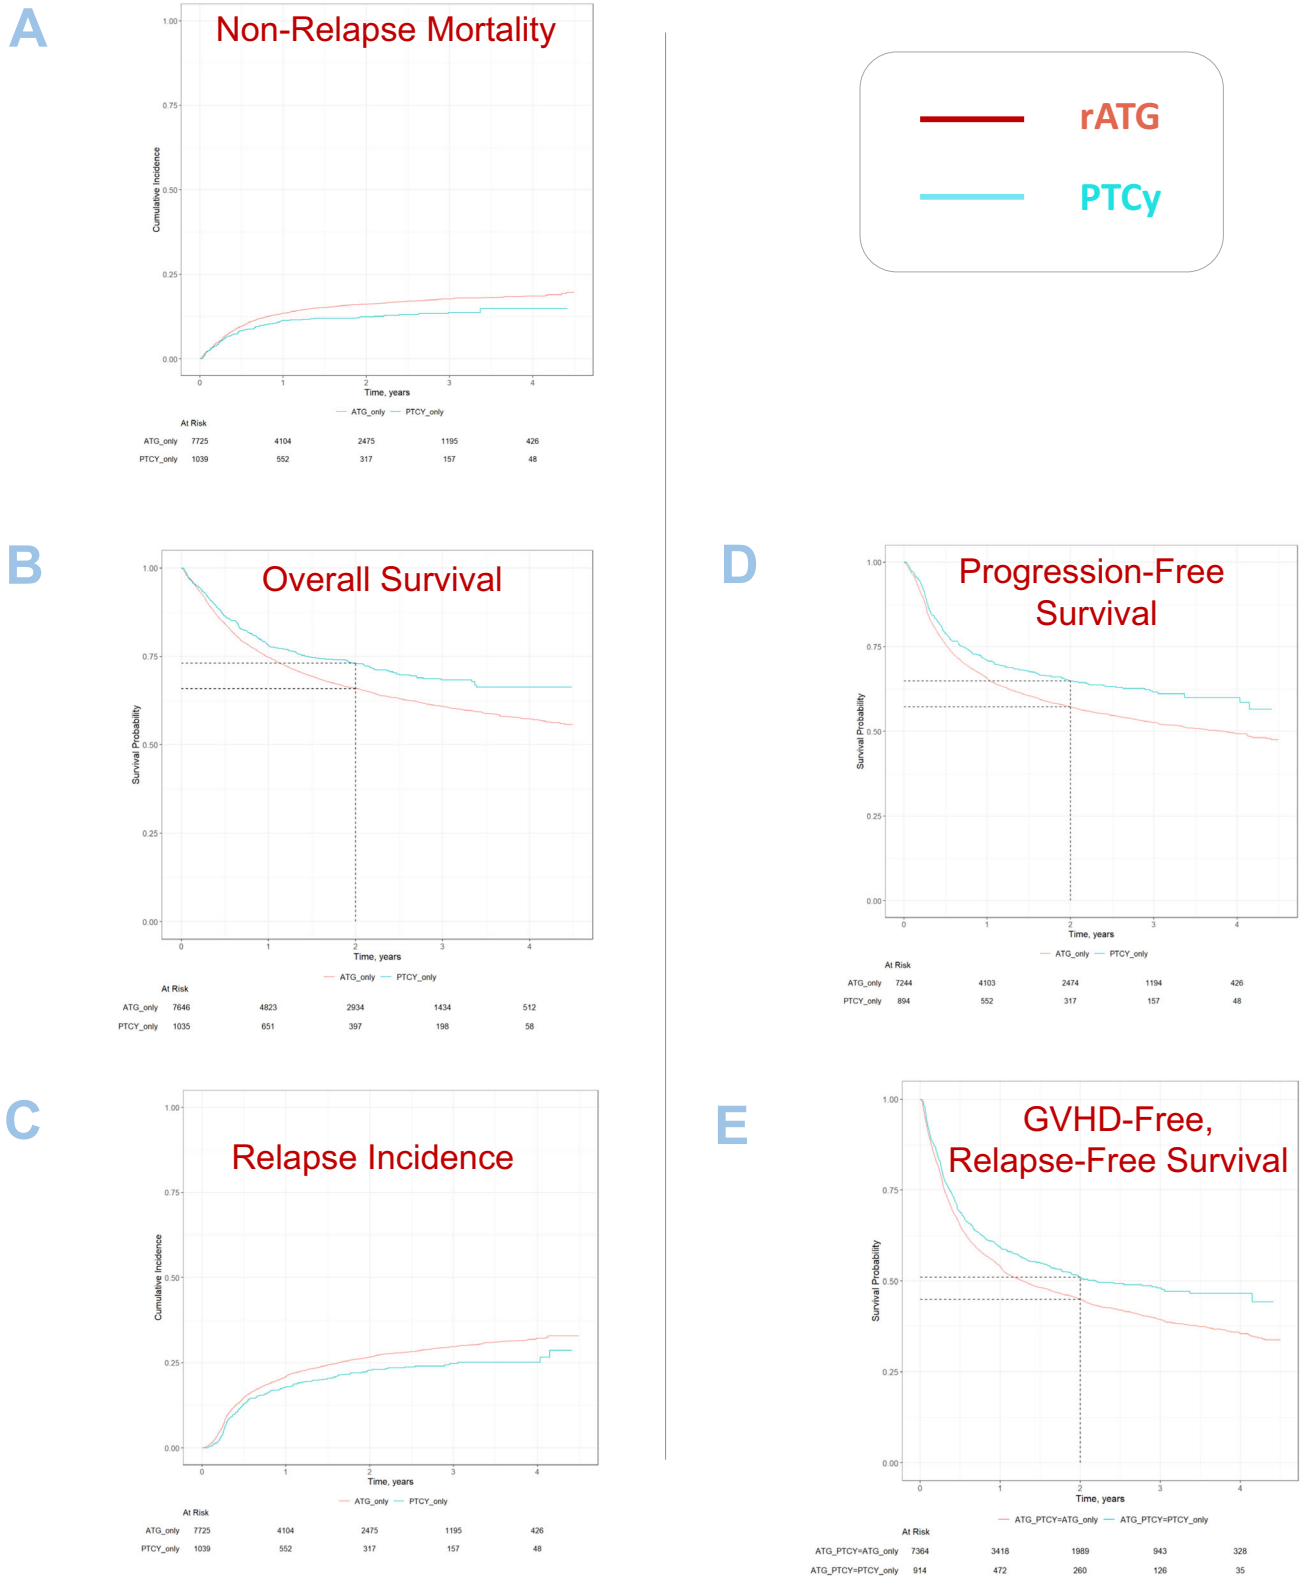 A
Non-Relapse Mortality
1.00
0.75
0.50
0.25
0.00
Cumulative Incidence
0 1 2 3 4
Time, years
ATG_only PTCY_only
At Risk
ATG_only 7725 4104 2475 1195 426
PTCY_only 1039 552 317 157 48
rATG
PTCy
B
Overall Survival
1.00
0.75
0.50
0.25
0.00
Survival Probability
0 1 2 3 4
Time, years
ATG_only PTCY_only
At Risk
ATG_only 7646 4823 2934 1434 512
PTCY_only 1035 651 397 198 58
C
Relapse Incidence
1.00
0.75
0.50
0.25
0.00
Cumulative Incidence
0 1 2 3 4
Time, years
ATG_only PTCY_only
At Risk
ATG_only 7725 4104 2475 1195 426
PTCY_only 1039 552 317 157 48
D
Progression-Free
Survival
1.00
0.75
0.50
0.25
0.00
Survival Probability
0 1 2 3 4
Time, years
ATG_only PTCY_only
At Risk
ATG_only 7244 4103 2474 1194 426
PTCY_only 894 552 317 157 48
E
GVHD-Free,
Relapse-Free Survival
1.00
0.75
0.50
0.25
0.00
Survival Probability
0 1 2 3 4
Time, years
ATG_PTCY=ATG_only ATG_PTCY=PTCY_only
At Risk
ATG_PTCY=ATG_only 7364 3418 1989 943 328
ATG_PTCY=PTCY_only 914 472 260 126 35